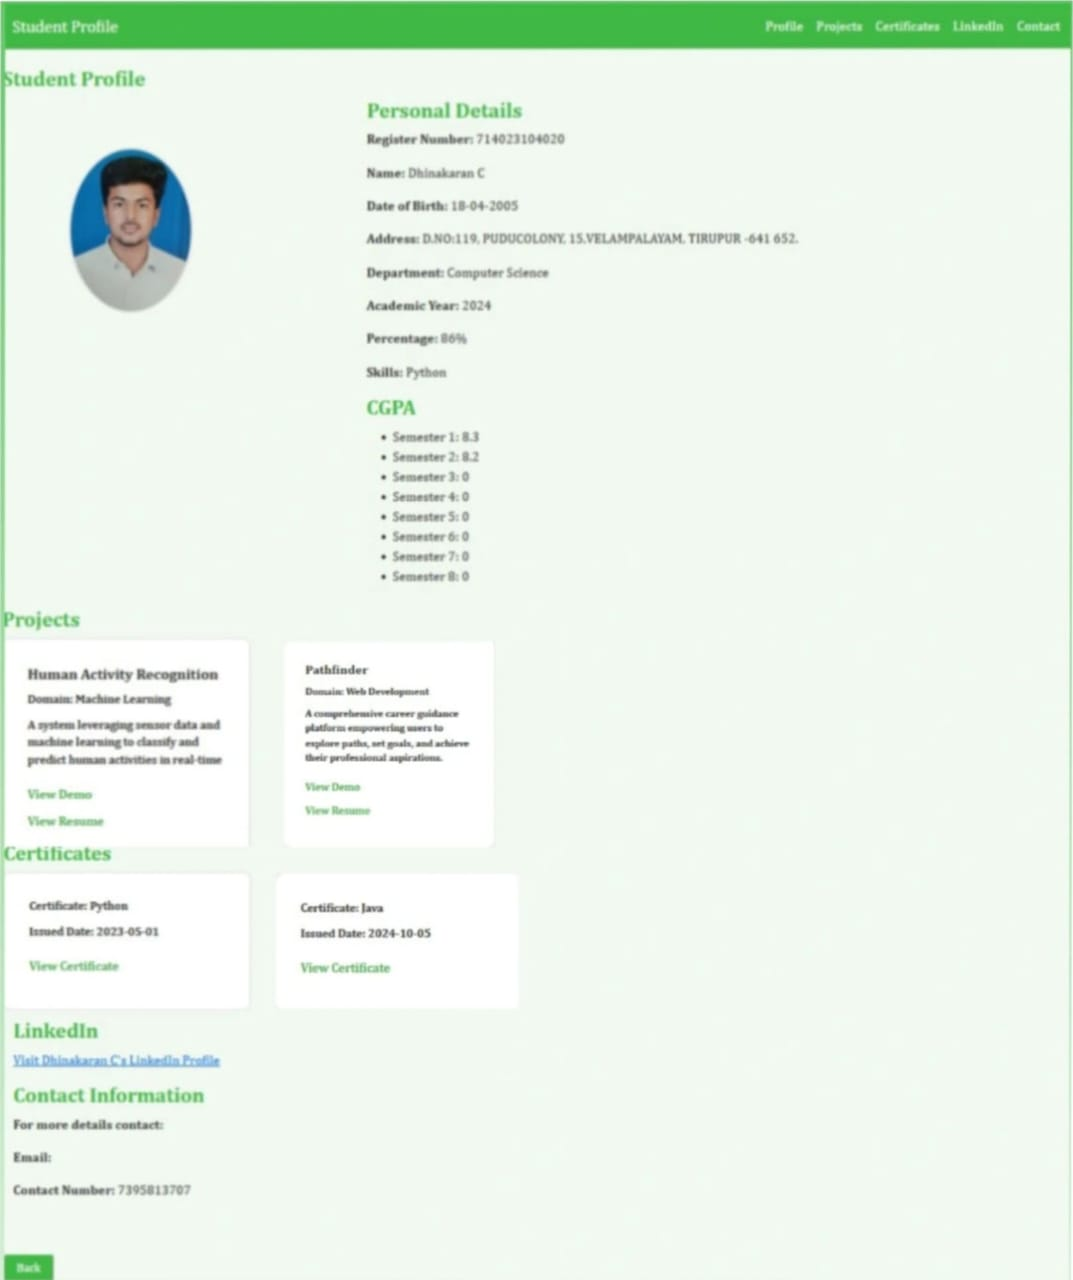 Student Profile
Profile Projects Certificates LinkedIn Contact
Student Profile
Personal Details
Register Number: 714023104020
Name: Dhinakaran C
Date of Birth: 18-04-2005
Address: D.NO:119, PUDUCOLONY, 15.VELAMPALAYAM, TIRUPUR -641 652.
Department: Computer Science
Academic Year: 2024
Percentage: 86%
Skills: Python
CGPA
• Semester 1: 8.3
• Semester 2: 8.2
• Semester 3: 0
• Semester 4: 0
• Semester 5: 0
• Semester 6: 0
• Semester 7: 0
• Semester 8: 0
Projects
Human Activity Recognition
Domain: Machine Learning
A system leveraging sensor data and
machine learning to classify and
predict human activities in real-time
View Demo
View Resume
Pathfinder
Domain: Web Development
A comprehensive career guidance
platform empowering users to
explore paths, set goals, and achieve
their professional aspirations.
View Demo
View Resume
Certificates
Certificate: Python
Issued Date: 2023-05-01
View Certificate
Certificate: Java
Issued Date: 2024-10-05
View Certificate
LinkedIn
Visit Dhinakaran C's LinkedIn Profile
Contact Information
For more details contact:
Email:
Contact Number: 7395813707
Back